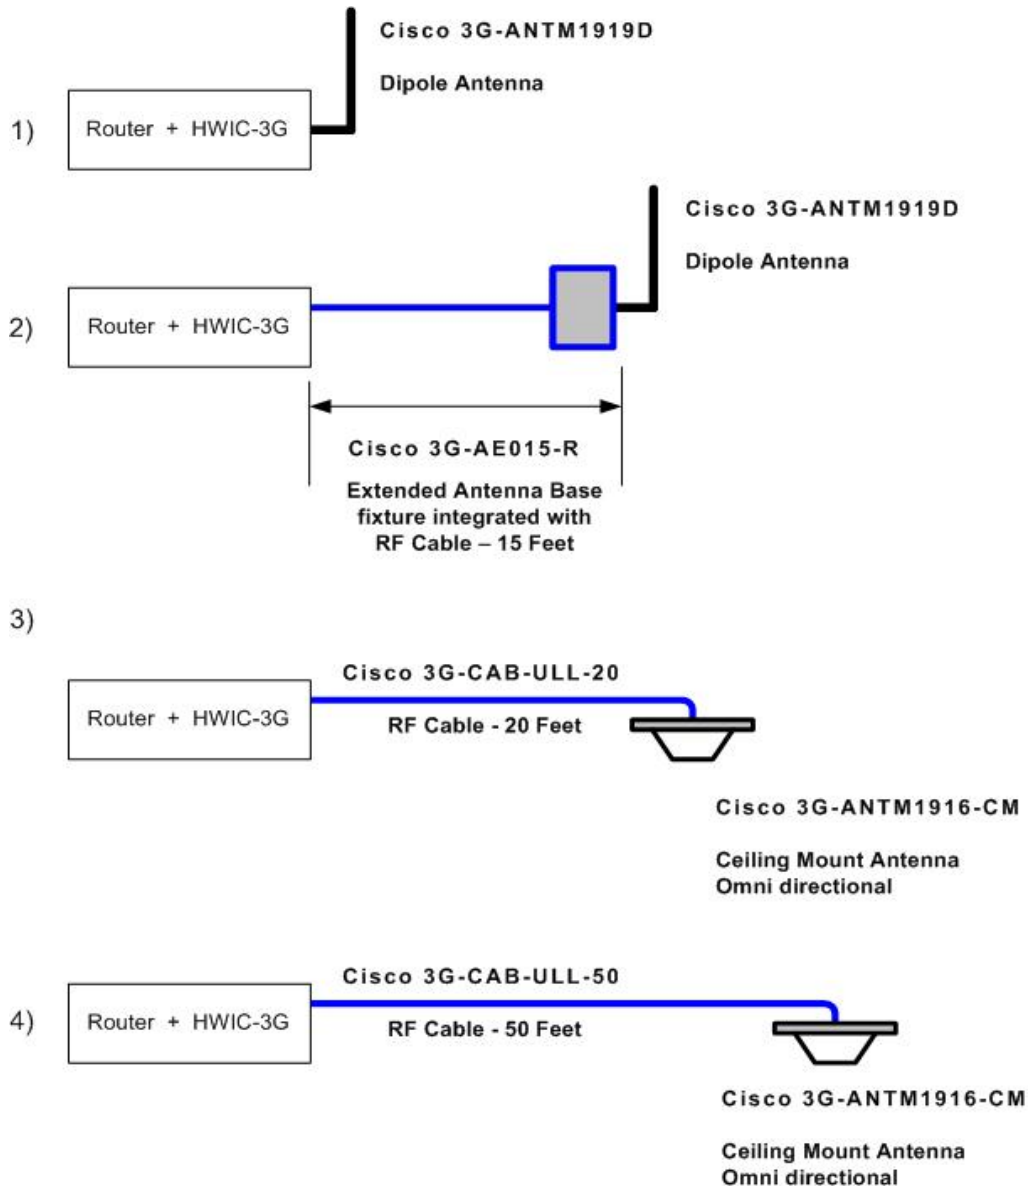 Cisco 3G-ANTM1919D
Dipole Antenna
1)
Router + HWIC-3G
Cisco 3G-ANTM1919D
Dipole Antenna
2)
Router + HWIC-3G
Cisco 3G-AE015-R
Extended Antenna Base
fixture integrated with
RF Cable – 15 Feet
3)
Cisco 3G-CAB-ULL-20
Router + HWIC-3G
RF Cable - 20 Feet
Cisco 3G-ANTM1916-CM
Ceiling Mount Antenna
Omni directional
Cisco 3G-CAB-ULL-50
4)
Router + HWIC-3G
RF Cable - 50 Feet
Cisco 3G-ANTM1916-CM
Ceiling Mount Antenna
Omni directional